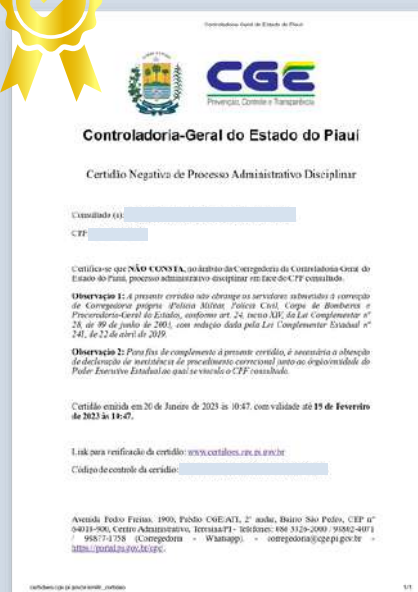 Controladoria-Geral do Estado do Piauí
CGE
Prevenção, Controle e Transparência
Controladoria-Geral do Estado do Piauí
Certidão Negativa de Processo Administrativo Disciplinar
Consultado (a):
CPF
Certifica-se que NÃO CONSTA, no âmbito da Corregedoria da Controladoria-Geral do
Estado do Piauí, processo administrativo disciplinar em face do CPF consultado.
Observação 1: A presente certidão não abrange os servidores submetidos à correição
de Corregedoria própria (Polícia Militar, Polícia Civil, Corpo de Bombeiros e
Procuradoria-Geral do Estado), conforme art. 24, inciso XIV, da Lei Complementar nº
28, de 09 de junho de 2003, com redação dada pela Lei Complementar Estadual nº
241, de 22 de abril de 2019.
Observação 2: Para fins de complemento à presente certidão, é necessária a obtenção
de declaração de inexistência de procedimento correcional junto ao órgão/entidade do
Poder Executivo Estadual ao qual se vincula o CPF consultado.
Certidão emitida em 20 de Janeiro de 2023 às 10:47, com validade até 19 de Fevereiro
de 2023 às 10:47.
Link para verificação da certidão: www.certidoes.cge.pi.gov.br
Código de controle da certidão:
Avenida Pedro Freitas, 1900, Prédio CGE/ATI, 2º andar, Bairro São Pedro, CEP nº
64018-900, Centro Administrativo, Teresina/PI - Telefones: (86) 3326-2000 / 98802-4071
/ 98877-1758 (Corregedoria - Whatsapp). - corregedoria@cge.pi.gov.br -
https://portal.pi.gov.br/cge/.
1/1